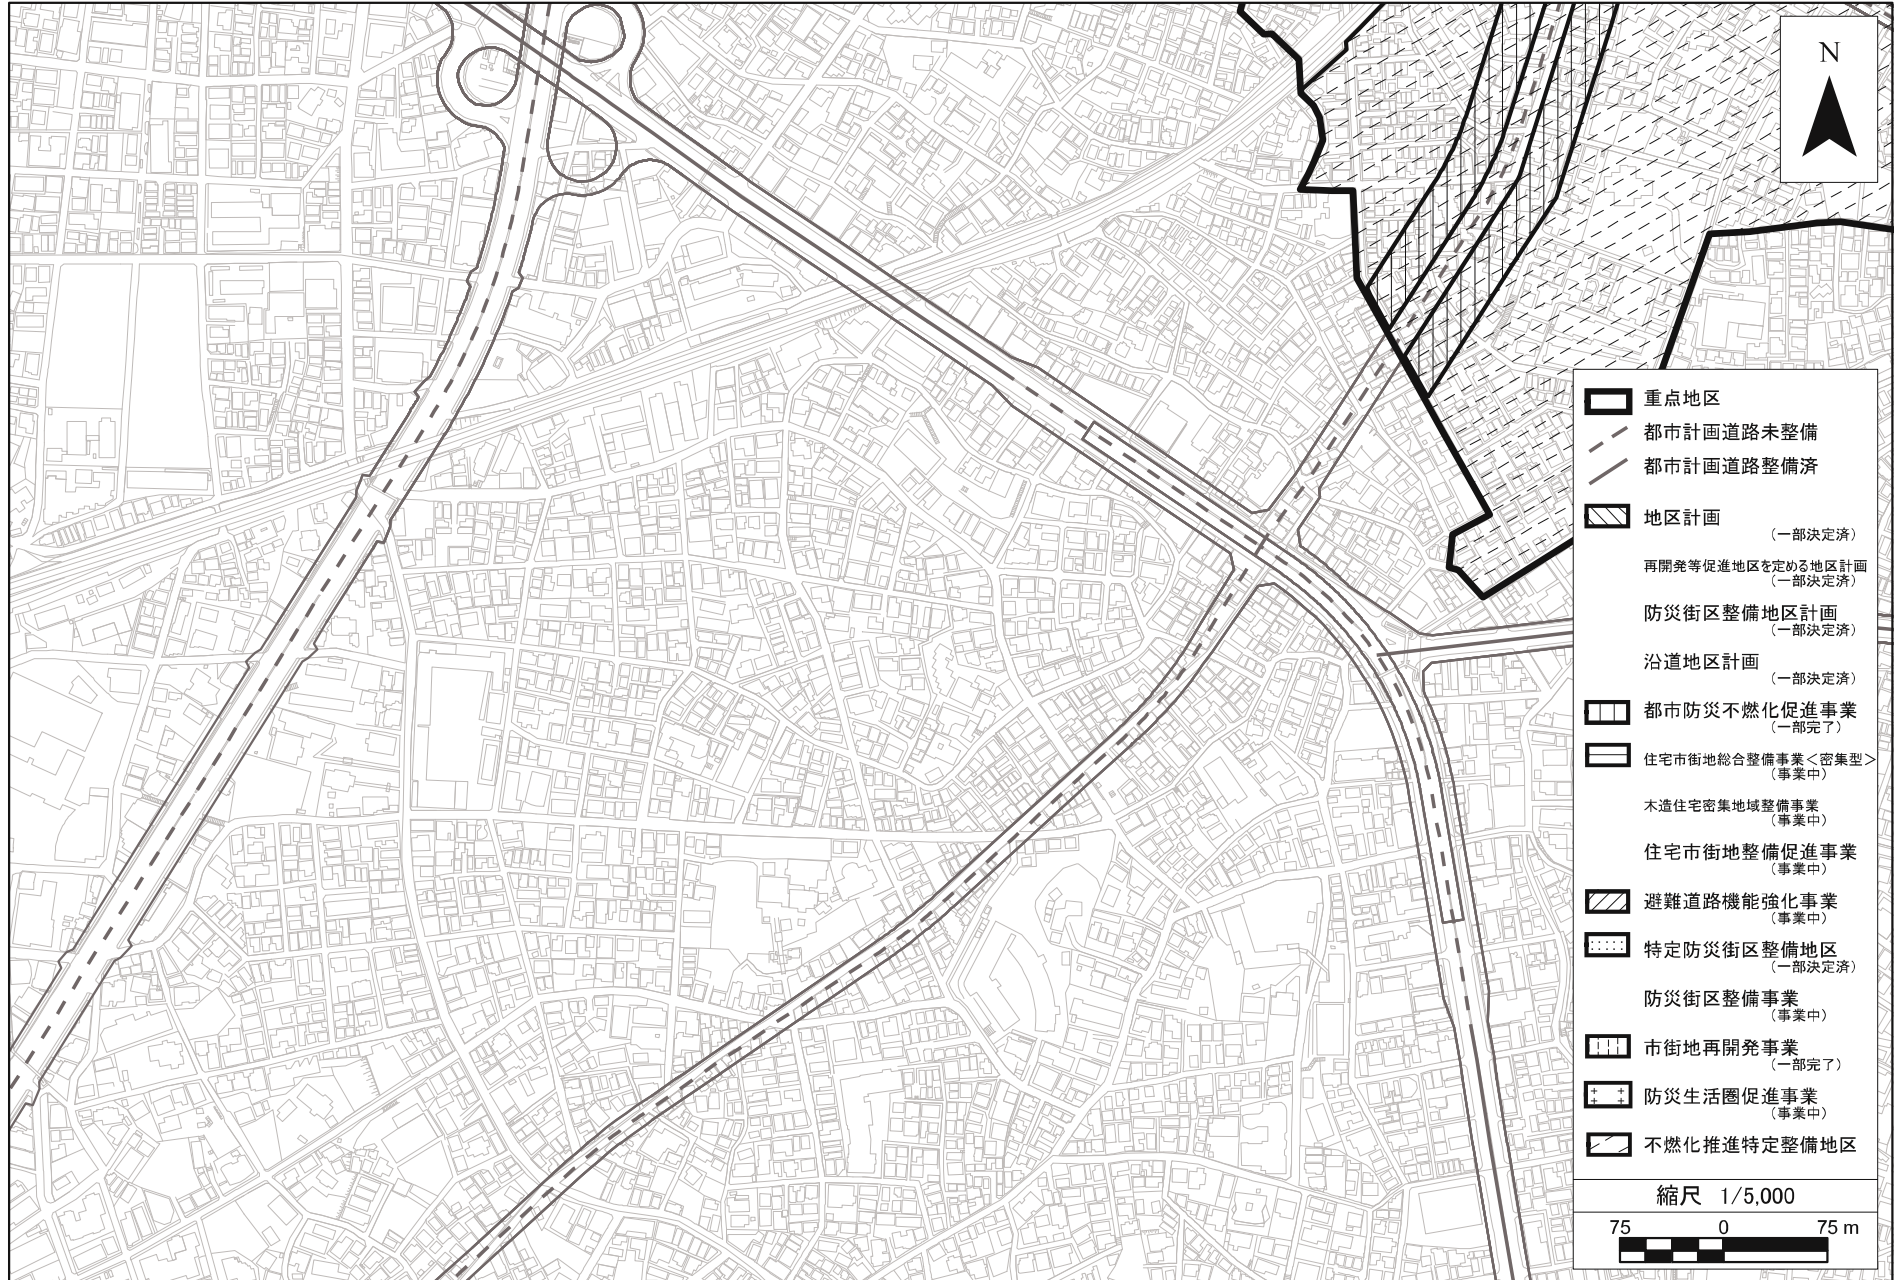 N
重点地区
都市計画道路未整備
都市計画道路整備済
地区計画
(一部決定済)
再開発等促進地区を定める地区計画
(一部決定済)
防災街区整備地区計画
(一部決定済)
沿道地区計画
(一部決定済)
都市防災不燃化促進事業
(一部完了)
住宅市街地総合整備事業＜密集型＞
(事業中)
木造住宅密集地域整備事業
(事業中)
住宅市街地整備促進事業
(事業中)
避難道路機能強化事業
(事業中)
特定防災街区整備地区
(一部決定済)
防災街区整備事業
(事業中)
市街地再開発事業
(一部完了)
防災生活圏促進事業
(事業中)
不燃化推進特定整備地区
縮尺 1/5,000
75 0 75 m